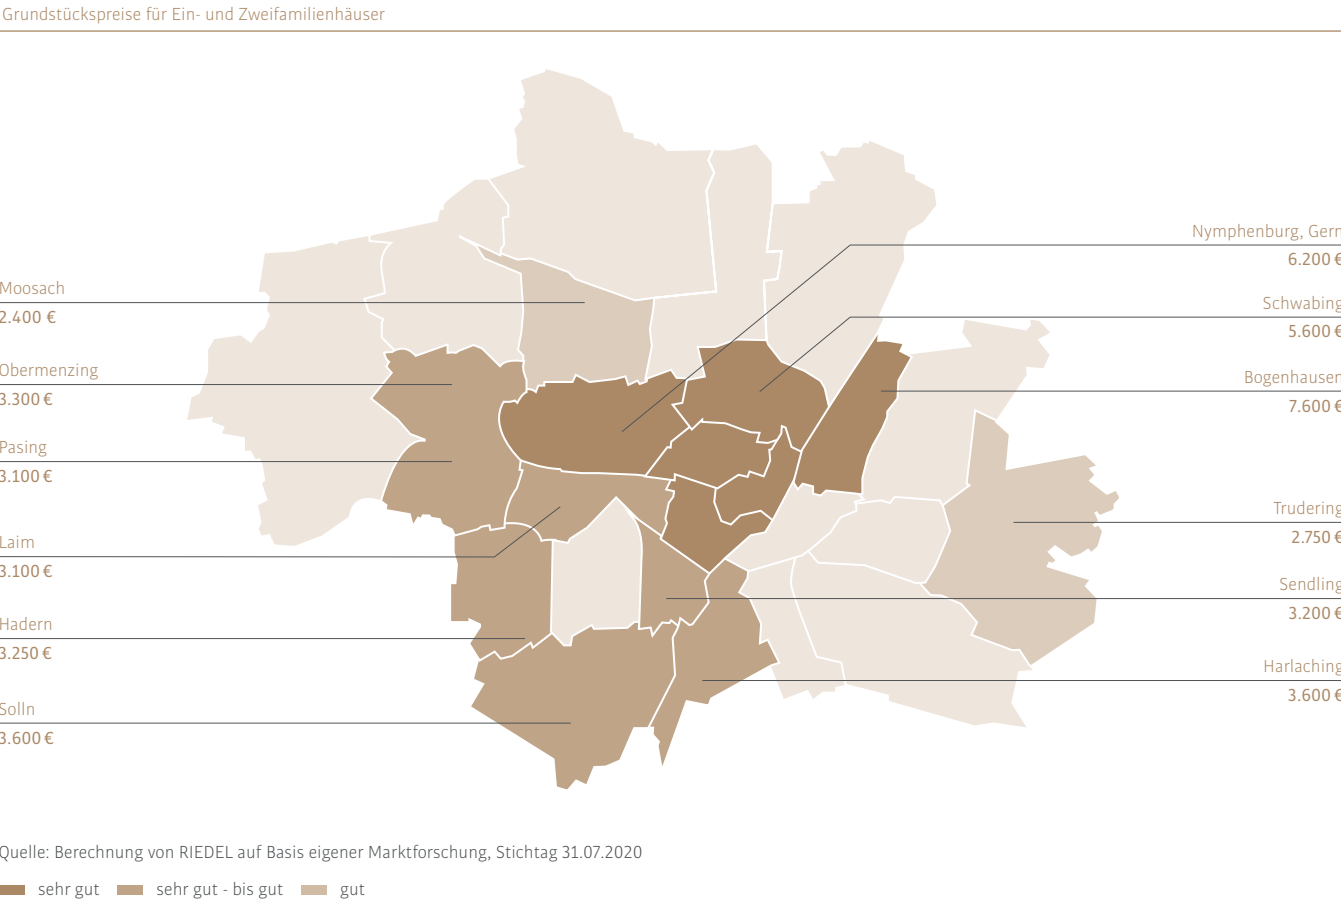 Grundstückspreise für Ein- und Zweifamilienhäuser
Moosach
2.400 €
Obermenzing
3.300 €
Pasing
3.100 €
Laim
3.100 €
Hadern
3.250 €
Solln
3.600 €
Nymphenburg, Gern
6.200 €
Schwabing
5.600 €
Bogenhausen
7.600 €
Trudering
2.750 €
Sendling
3.200 €
Harlaching
3.600 €
Quelle: Berechnung von RIEDEL auf Basis eigener Marktforschung, Stichtag 31.07.2020
sehr gut sehr gut - bis gut gut